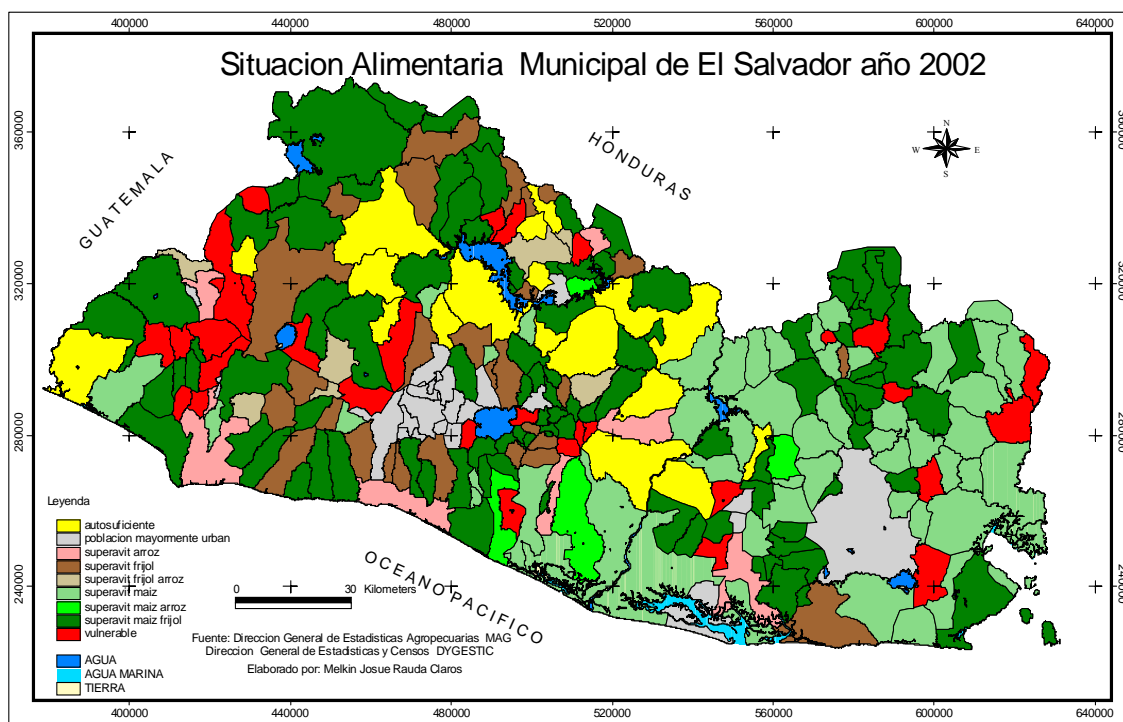 400000 440000 480000 520000 560000 600000 640000
Situacion Alimentaria Municipal de El Salvador año 2002
360000 360000
N
W E
S
HONDURAS
GUATEMALA
320000 320000
280000 280000
Leyenda
autosuficiente
poblacion mayormente urban
superavit arroz
superavit frijol
superavit frijol arroz
superavit maiz
superavit maiz arroz
superavit maiz frijol
vulnerable
AGUA
AGUA MARINA
TIERRA
OCEANO PACIFICO
240000 240000
0 30 Kilometers
Fuente: Direccion General de Estadisticas Agropecuarias MAG
Direccion General de Estadisticas y Censos DYGESTIC
Elaborado por: Melkin Josue Rauda Claros
400000 440000 480000 520000 560000 600000 640000